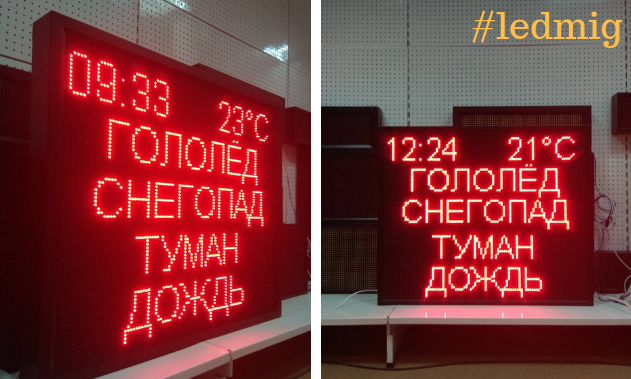 #ledmig
09:33 23°C
ГОЛОЛЁД
СНЕГОПАД
ТУМАН
ДОЖДЬ
12:24 21°C
ГОЛОЛЁД
СНЕГОПАД
ТУМАН
ДОЖДЬ